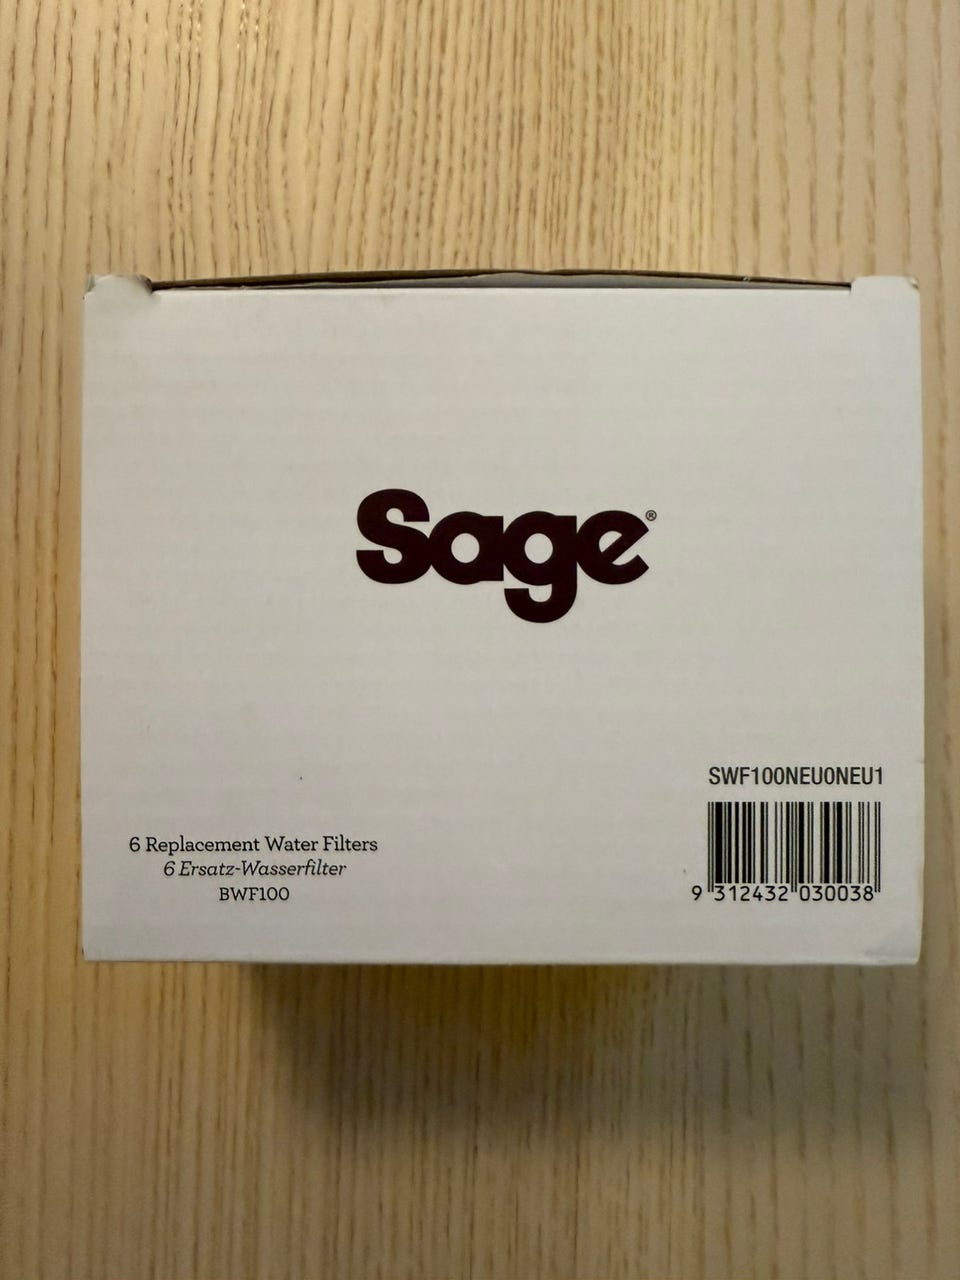 Sage®
SWF100NEU0NEU1
6 Replacement Water Filters
6 Ersatz-Wasserfilter
BWF100
9 312432 030038